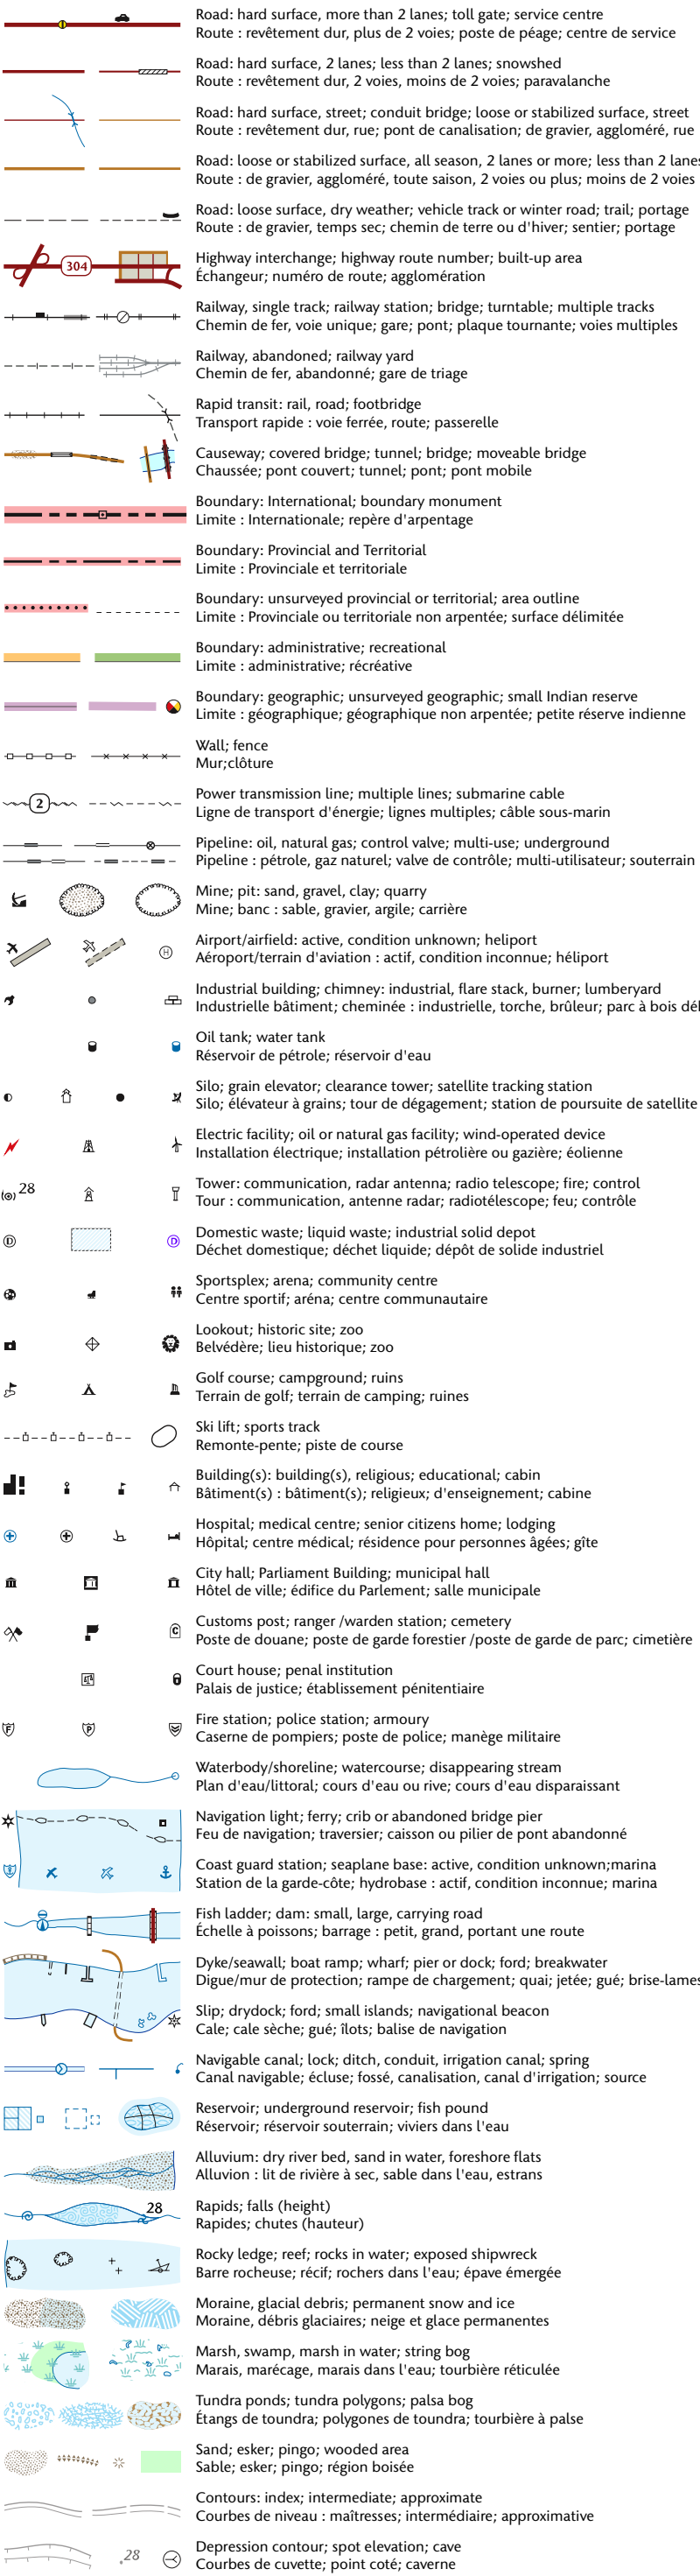 Road: hard surface, more than 2 lanes; toll gate; service centre
Route : revêtement dur, plus de 2 voies; poste de péage; centre de service
Road: hard surface, 2 lanes; less than 2 lanes; snowshed
Route : revêtement dur, 2 voies, moins de 2 voies; paravalanche
Road: hard surface, street; conduit bridge; loose or stabilized surface, street
Route : revêtement dur, rue; pont de canalisation; de gravier, aggloméré, rue
Road: loose or stabilized surface, all season, 2 lanes or more; less than 2 lanes
Route : de gravier, aggloméré, toute saison, 2 voies ou plus; moins de 2 voies
Road: loose surface, dry weather; vehicle track or winter road; trail; portage
Route : de gravier, temps sec; chemin de terre ou d'hiver; sentier; portage
304
Highway interchange; highway route number; built-up area
Échangeur; numéro de route; agglomération
Railway, single track; railway station; bridge; turntable; multiple tracks
Chemin de fer, voie unique; gare; pont; plaque tournante; voies multiples
Railway, abandoned; railway yard
Chemin de fer, abandonné; gare de triage
Rapid transit: rail, road; footbridge
Transport rapide : voie ferrée, route; passerelle
Causeway; covered bridge; tunnel; bridge; moveable bridge
Chaussée; pont couvert; tunnel; pont; pont mobile
Boundary: International; boundary monument
Limite : Internationale; repère d'arpentage
Boundary: Provincial and Territorial
Limite : Provinciale et territoriale
Boundary: unsurveyed provincial or territorial; area outline
Limite : Provinciale ou territoriale non arpentée; surface délimitée
Boundary: administrative; recreational
Limite : administrative; récréative
Boundary: geographic; unsurveyed geographic; small Indian reserve
Limite : géographique; géographique non arpentée; petite réserve indienne
Wall; fence
Mur;clôture
2
Power transmission line; multiple lines; submarine cable
Ligne de transport d'énergie; lignes multiples; câble sous-marin
Pipeline: oil, natural gas; control valve; multi-use; underground
Pipeline : pétrole, gaz naturel; valve de contrôle; multi-utilisateur; souterrain
Mine; pit: sand, gravel, clay; quarry
Mine; banc : sable, gravier, argile; carrière
H
Airport/airfield: active, condition unknown; heliport
Aéroport/terrain d'aviation : actif, condition inconnue; héliport
Industrial building; chimney: industrial, flare stack, burner; lumberyard
Industrielle bâtiment; cheminée : industrielle, torche, brûleur; parc à bois dél
Oil tank; water tank
Réservoir de pétrole; réservoir d'eau
Silo; grain elevator; clearance tower; satellite tracking station
Silo; élévateur à grains; tour de dégagement; station de poursuite de satellite
Electric facility; oil or natural gas facility; wind-operated device
Installation électrique; installation pétrolière ou gazière; éolienne
28
Tower: communication, radar antenna; radio telescope; fire; control
Tour : communication, antenne radar; radiotélescope; feu; contrôle
D D
Domestic waste; liquid waste; industrial solid depot
Déchet domestique; déchet liquide; dépôt de solide industriel
Sportsplex; arena; community centre
Centre sportif; aréna; centre communautaire
Lookout; historic site; zoo
Belvédère; lieu historique; zoo
Golf course; campground; ruins
Terrain de golf; terrain de camping; ruines
Ski lift; sports track
Remonte-pente; piste de course
Building(s): building(s), religious; educational; cabin
Bâtiment(s) : bâtiment(s); religieux; d'enseignement; cabine
Hospital; medical centre; senior citizens home; lodging
Hôpital; centre médical; résidence pour personnes âgées; gîte
City hall; Parliament Building; municipal hall
Hôtel de ville; édifice du Parlement; salle municipale
C
Customs post; ranger /warden station; cemetery
Poste de douane; poste de garde forestier /poste de garde de parc; cimetière
Court house; penal institution
Palais de justice; établissement pénitentiaire
F P
Fire station; police station; armoury
Caserne de pompiers; poste de police; manège militaire
Waterbody/shoreline; watercourse; disappearing stream
Plan d'eau/littoral; cours d'eau ou rive; cours d'eau disparaissant
Navigation light; ferry; crib or abandoned bridge pier
Feu de navigation; traversier; caisson ou pilier de pont abandonné
Coast guard station; seaplane base: active, condition unknown;marina
Station de la garde-côte; hydrobase : actif, condition inconnue; marina
Fish ladder; dam: small, large, carrying road
Échelle à poissons; barrage : petit, grand, portant une route
Dyke/seawall; boat ramp; wharf; pier or dock; ford; breakwater
Digue/mur de protection; rampe de chargement; quai; jetée; gué; brise-lames
Slip; drydock; ford; small islands; navigational beacon
Cale; cale sèche; gué; îlots; balise de navigation
Navigable canal; lock; ditch, conduit, irrigation canal; spring
Canal navigable; écluse; fossé, canalisation, canal d'irrigation; source
Reservoir; underground reservoir; fish pound
Réservoir; réservoir souterrain; viviers dans l'eau
Alluvium: dry river bed, sand in water, foreshore flats
Alluvion : lit de rivière à sec, sable dans l'eau, estrans
28
Rapids; falls (height)
Rapides; chutes (hauteur)
Rocky ledge; reef; rocks in water; exposed shipwreck
Barre rocheuse; récif; rochers dans l'eau; épave émergée
Moraine, glacial debris; permanent snow and ice
Moraine, débris glaciaires; neige et glace permanentes
Marsh, swamp, marsh in water; string bog
Marais, marécage, marais dans l'eau; tourbière réticulée
Tundra ponds; tundra polygons; palsa bog
Étangs de toundra; polygones de toundra; tourbière à palse
Sand; esker; pingo; wooded area
Sable; esker; pingo; région boisée
Contours: index; intermediate; approximate
Courbes de niveau : maîtresses; intermédiaire; approximative
.28
Depression contour; spot elevation; cave
Courbes de cuvette; point coté; caverne